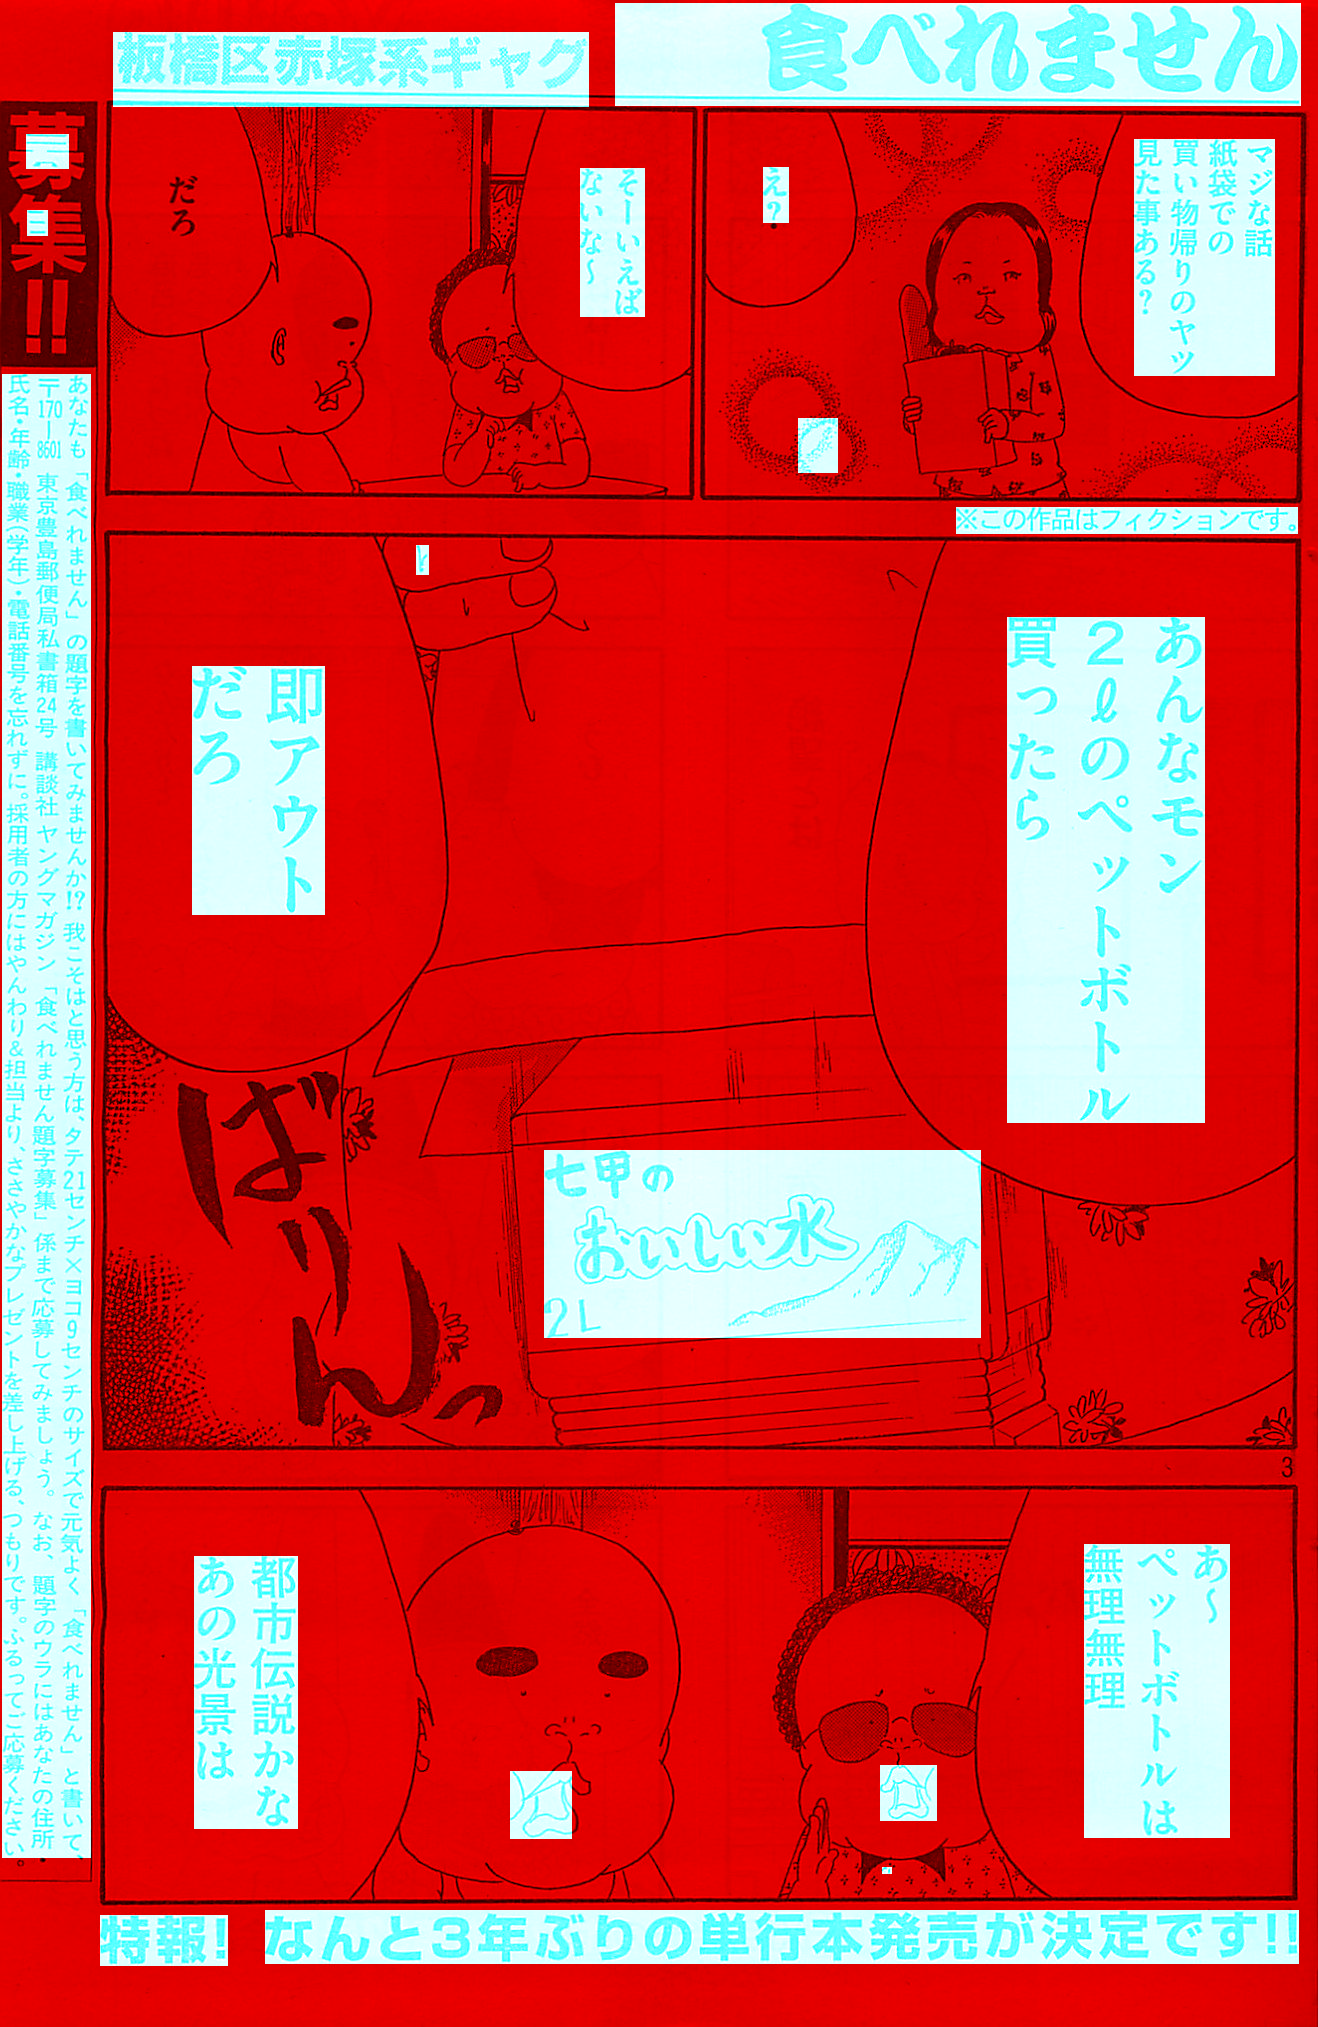 板橋区赤塚系ギャグ
食べれません
マジな話
紙袋での
買い物帰りのヤツ
見た事ある?
え?
そーいえば
ないな〜
だろ
※この作品はフィクションです。
あんなモン
2ℓのペットボトル
買ったら
即アウト
だろ
七甲の
おいしい水
2L
ばりんっ
3
あ〜
ペットボトルは
無理無理
都市伝説かな
あの光景は
募集!!
あなたも「食べれません」の題字を書いてみませんか!? 我こそはと思う方は、タテ21センチ×ヨコ9センチのサイズで元気よく「食べれません」と書いて、
〒170―8601 東京豊島郵便局私書箱24号 講談社 ヤングマガジン「食べれません題字募集」係まで応募してみましょう。なお、題字のウラにはあなたの住所・
氏名・年齢・職業(学年)・電話番号を忘れずに。採用者の方にはやんわり&担当より、ささやかなプレゼントを差し上げる、つもりです。ふるってご応募ください。
特報! なんと3年ぶりの単行本発売が決定です!!